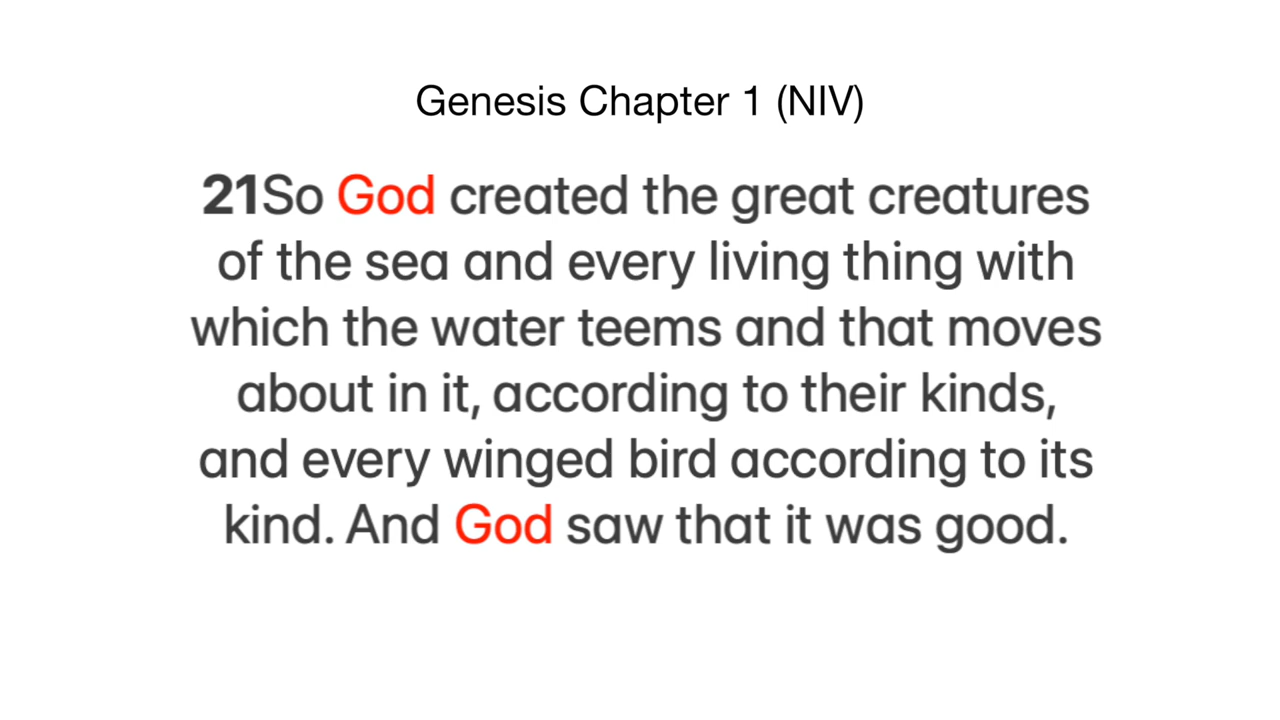 Genesis Chapter 1 (NIV)
21So God created the great creatures
of the sea and every living thing with
which the water teems and that moves
about in it, according to their kinds,
and every winged bird according to its
kind. And God saw that it was good.